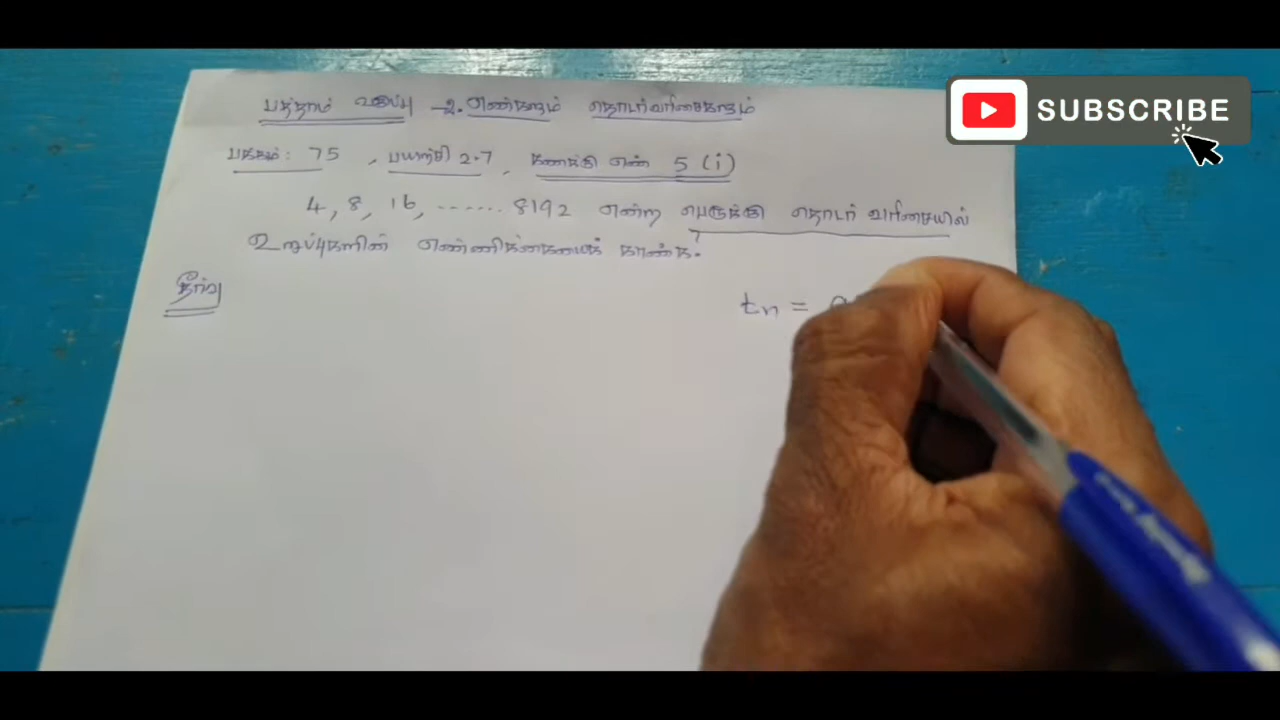 பத்தாம் வகுப்பு - 2. எண்களும் தொடர்வரிசைகளும்
SUBSCRIBE
பக்கம்: 75, பயிற்சி 2.7, கணக்கு எண் 5 (i)
4, 8, 16, ...... 8192 என்ற பெருக்கு தொடர் வரிசையில்
உறுப்புகளின் எண்ணிக்கையைக் காண்க.
தீர்வு
tn = a